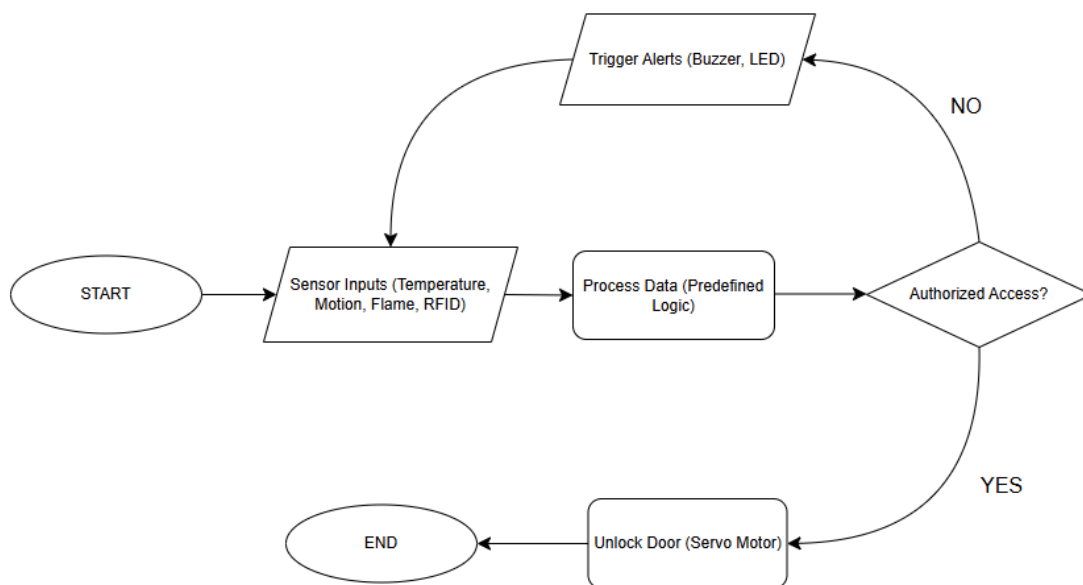 Trigger Alerts (Buzzer, LED)
NO
START
Sensor Inputs (Temperature,
Motion, Flame, RFID)
Process Data (Predefined
Logic)
Authorized Access?
YES
END
Unlock Door (Servo Motor)